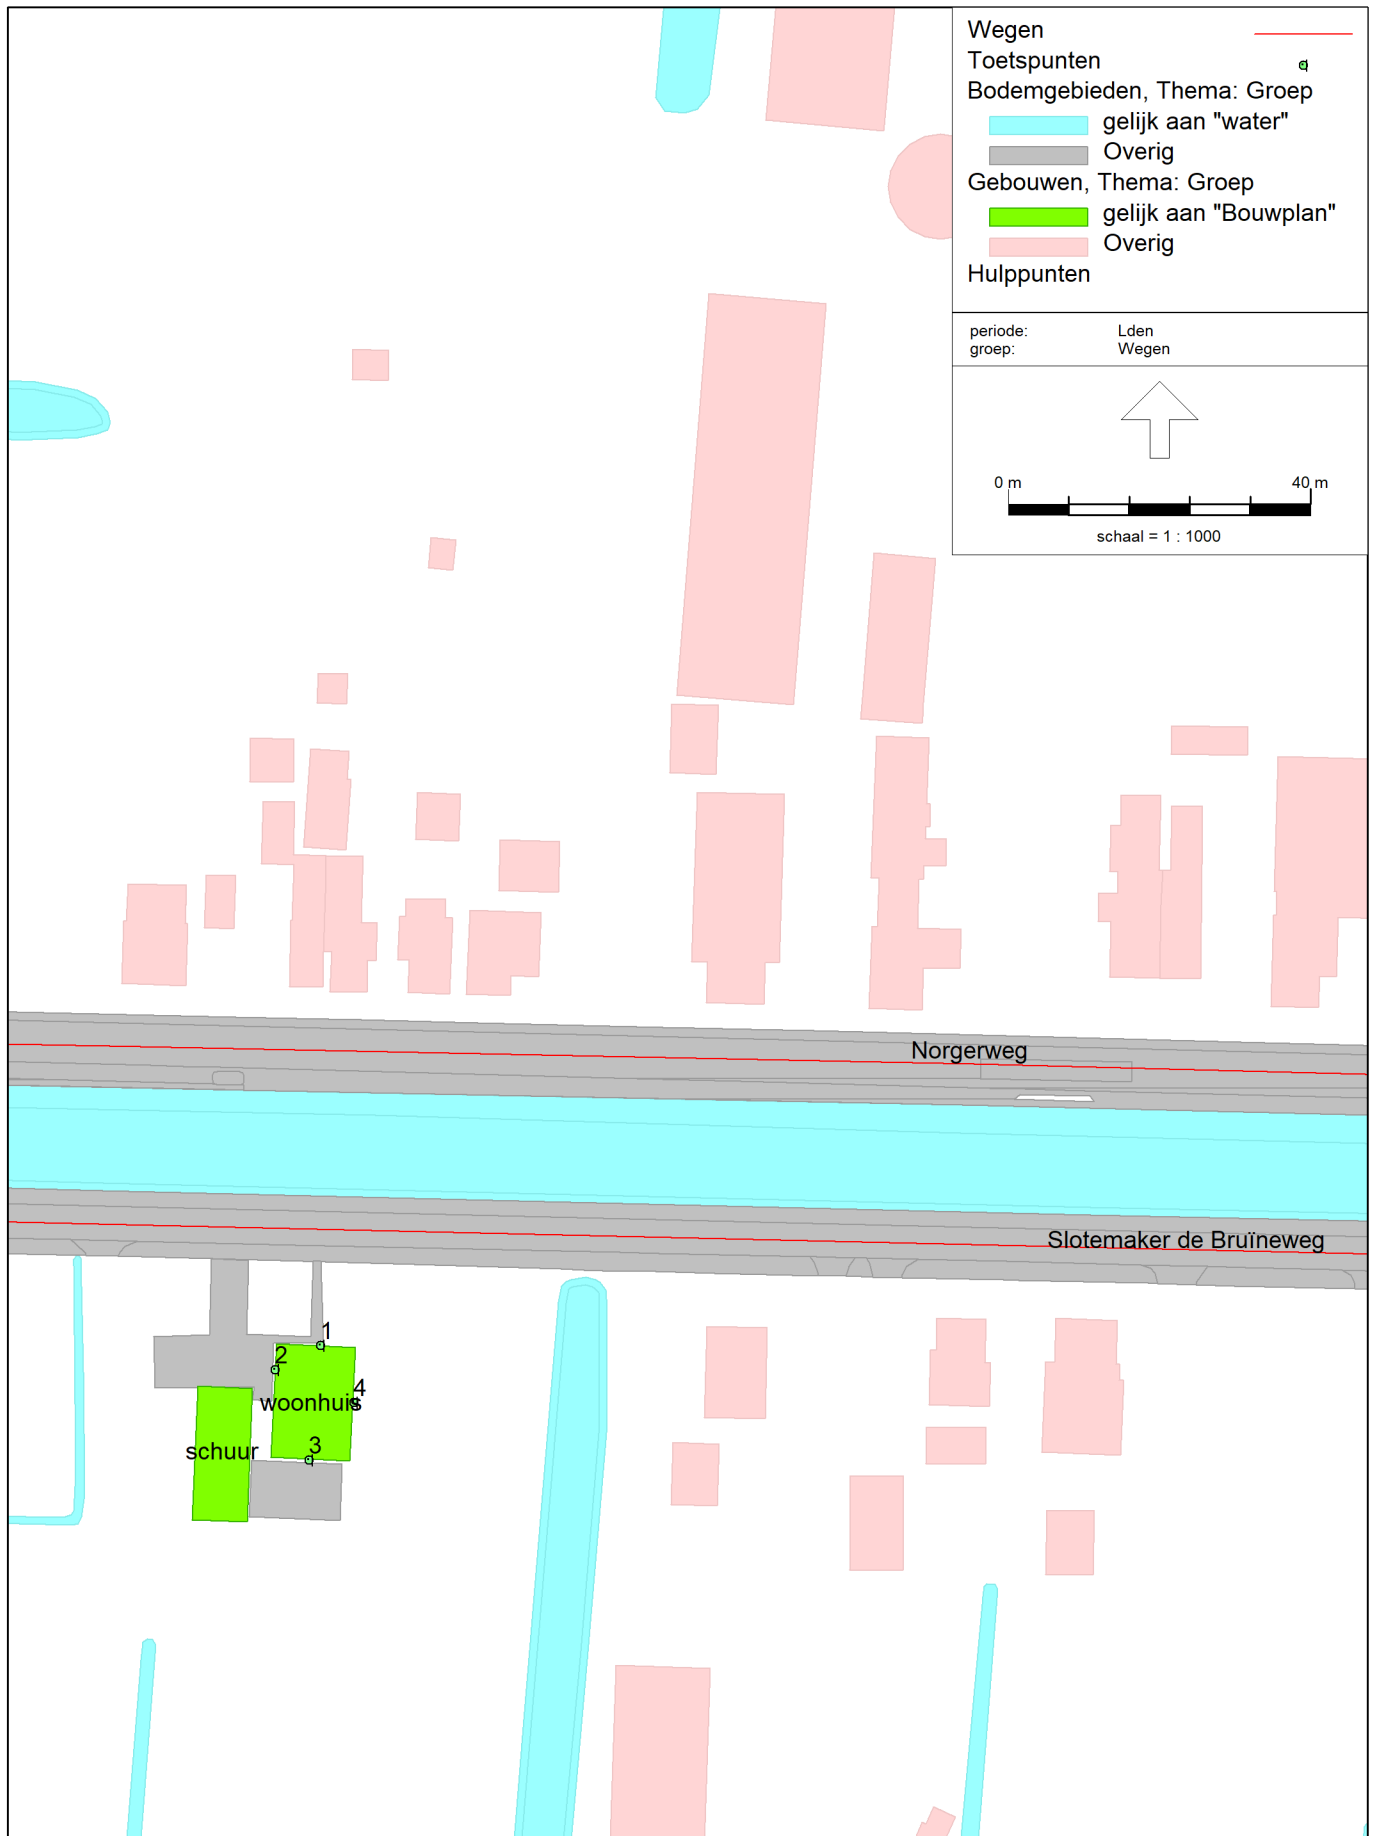 Wegen
Toetspunten
Bodemgebieden, Thema: Groep
gelijk aan "water"
Overig
Gebouwen, Thema: Groep
gelijk aan "Bouwplan"
Overig
Hulppunten
periode: Lden
groep: Wegen
0 m 40 m
schaal = 1 : 1000
Norgerweg
Slotemaker de Bruïneweg
1
2
4
woonhuis
3
schuur